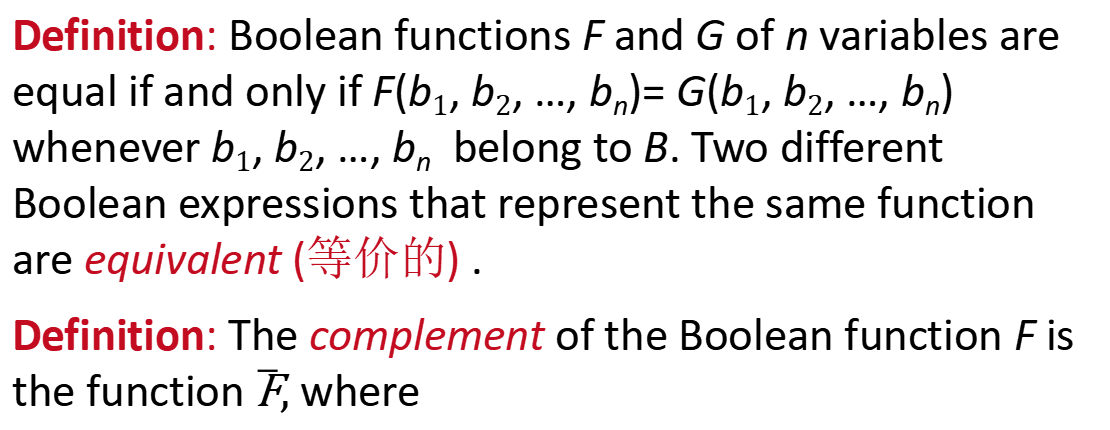 Definition: Boolean functions F and G of n variables are
equal if and only if F(b₁, b₂, …, bₙ)= G(b₁, b₂, …, bₙ)
whenever b₁, b₂, …, bₙ belong to B. Two different
Boolean expressions that represent the same function
are equivalent (等价的) .
Definition: The complement of the Boolean function F is
the function F̅, where